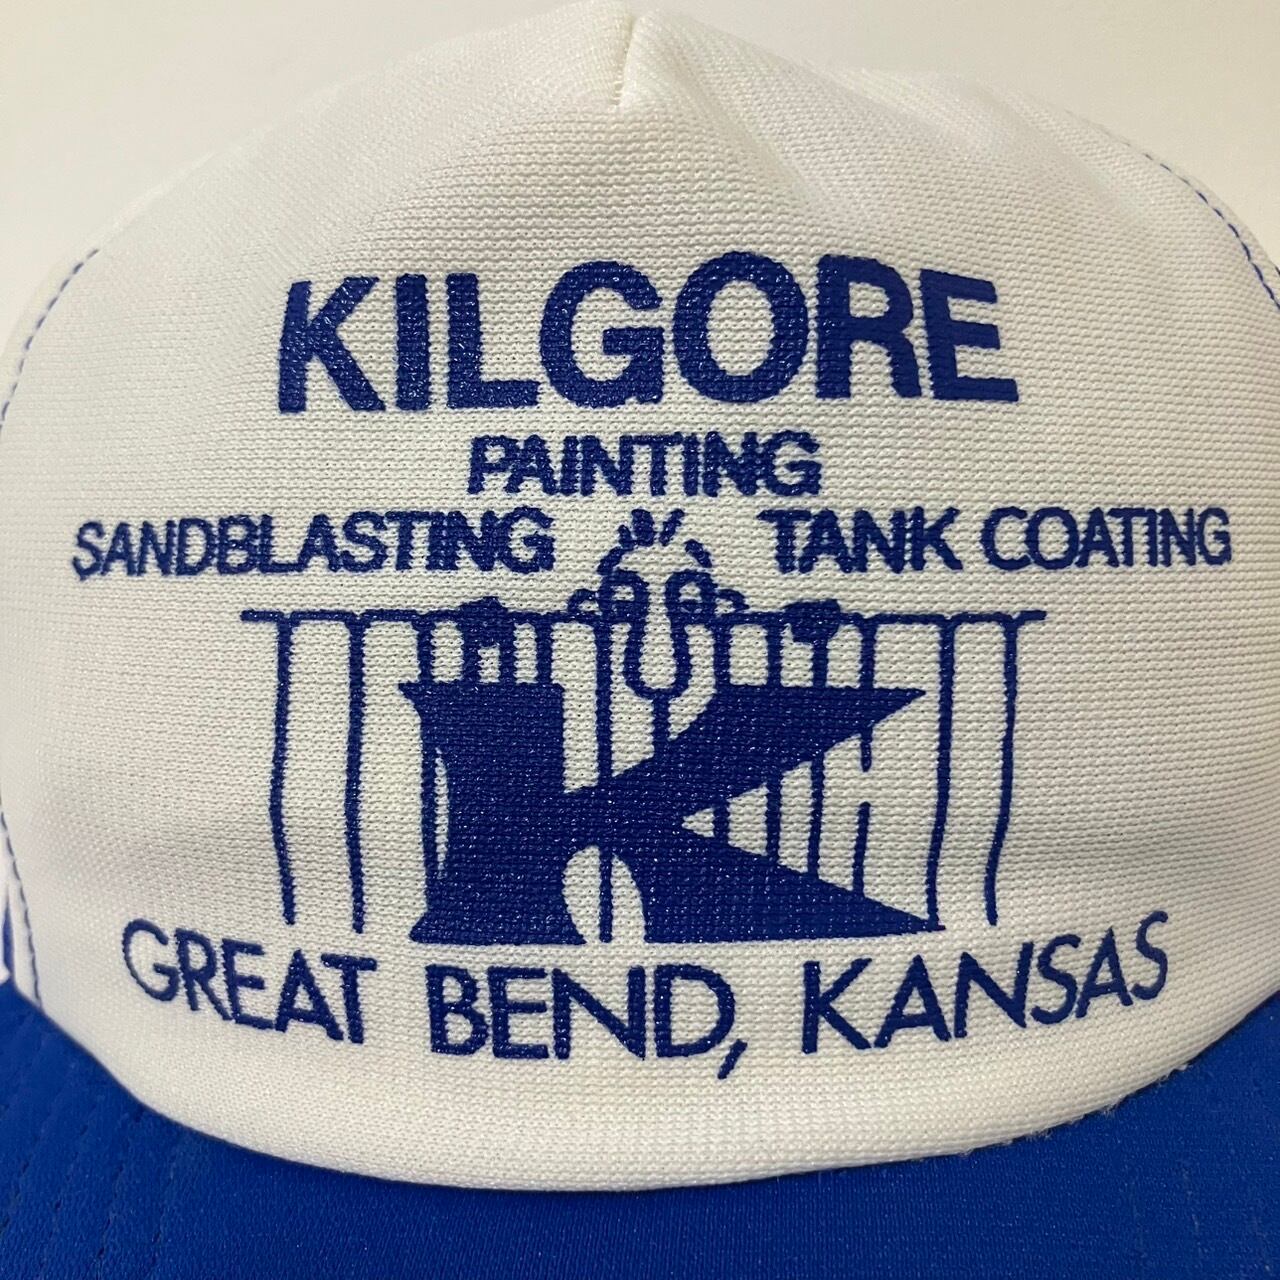 KILGORE
PAINTING
SANDBLASTING TANK COATING
K
GREAT BEND, KANSAS